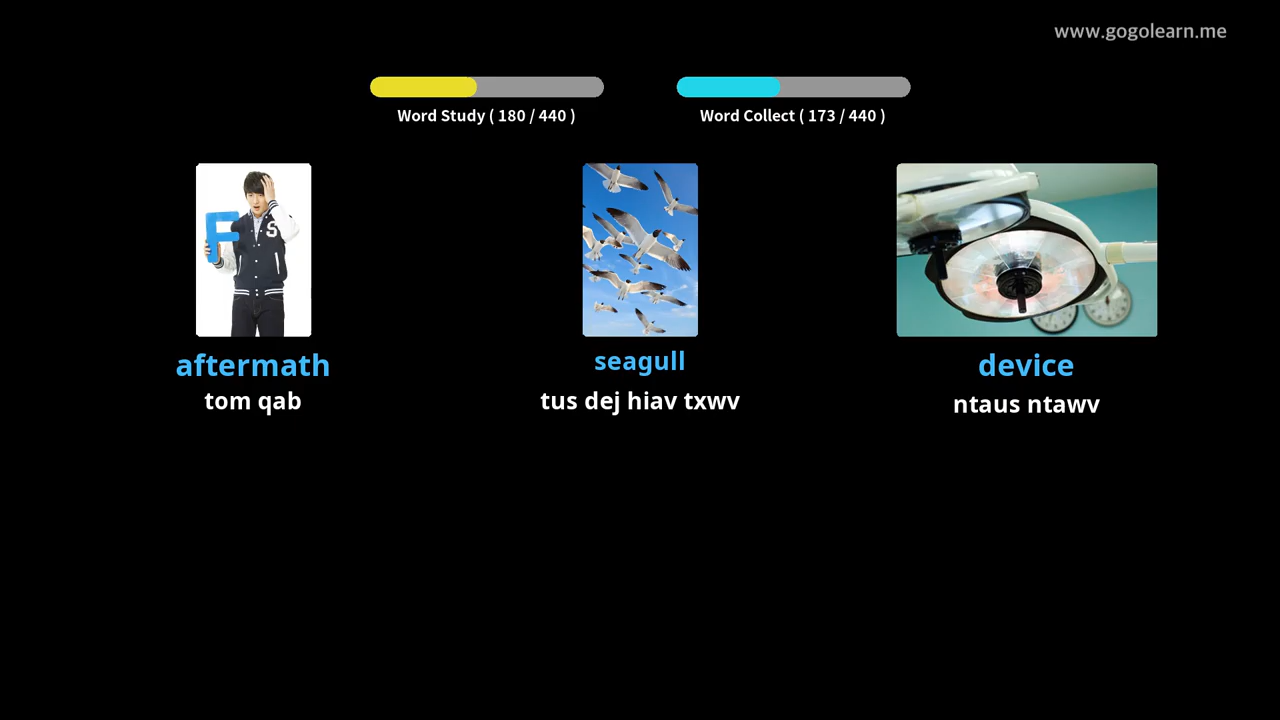 www.gogolearn.me
Word Study ( 180 / 440 )
Word Collect ( 173 / 440 )
F
S
aftermath
seagull
device
tom qab
tus dej hiav txwv
ntaus ntawv